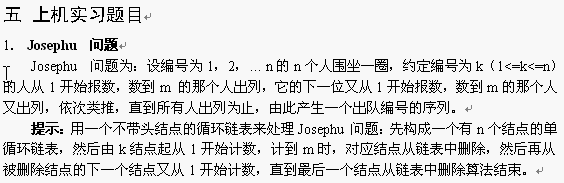 五 上机实习题目
1. Josephu 问题
Josephu 问题为：设编号为 1，2，… n 的 n 个人围坐一圈，约定编号为 k（1<=k<=n）
的人从 1 开始报数，数到 m 的那个人出列，它的下一位又从 1 开始报数，数到 m 的那个人
又出列，依次类推，直到所有人出列为止，由此产生一个出队编号的序列。
提示：用一个不带头结点的循环链表来处理 Josephu 问题：先构成一个有 n 个结点的单
循环链表，然后由 k 结点起从 1 开始计数，计到 m 时，对应结点从链表中删除，然后再从
被删除结点的下一个结点又从 1 开始计数，直到最后一个结点从链表中删除算法结束。